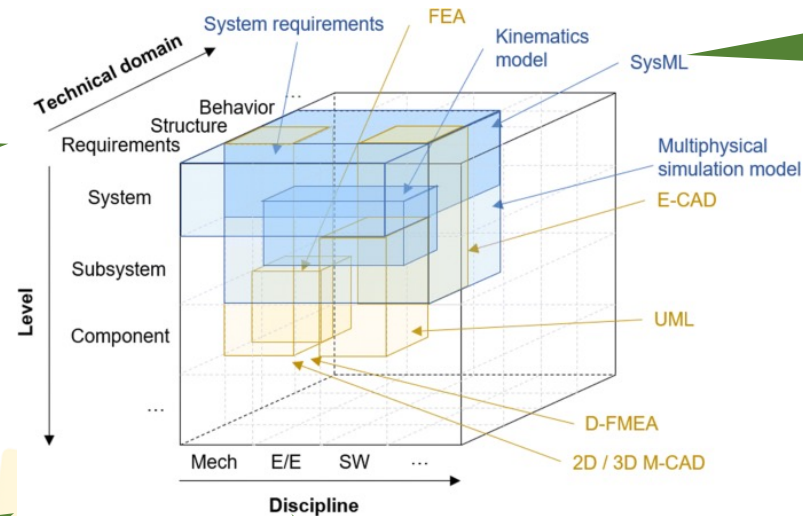 System requirements
FEA
Kinematics
model
SysML
Technical domain
...
Behavior
Structure
Requirements
Multiphysical
simulation model
E-CAD
System
Subsystem
Level
Component
UML
...
D-FMEA
2D / 3D M-CAD
Mech E/E SW ...
Discipline